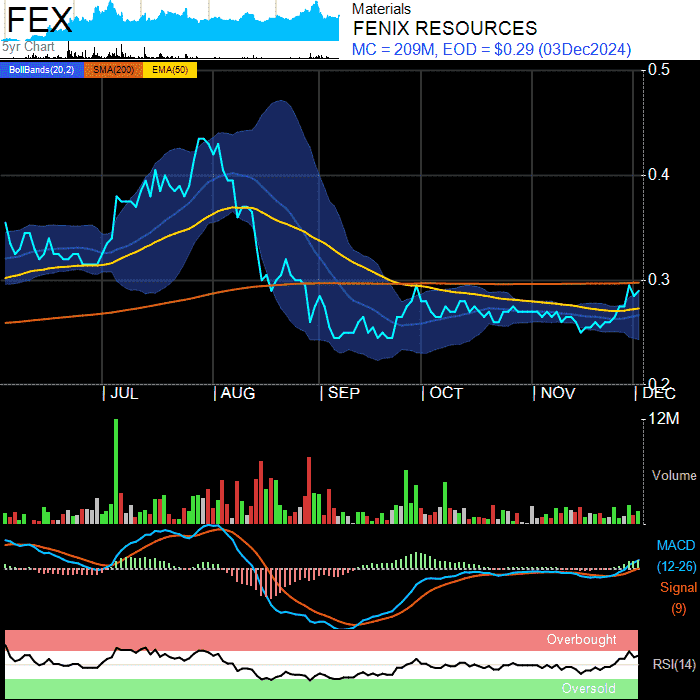 FEX
5yr Chart
Materials
FENIX RESOURCES
MC = 209M, EOD = $0.29 (03Dec2024)
BollBands(20,2) SMA(200) EMA(50)
0.5
0.4
0.3
0.2
JUL AUG SEP OCT NOV DEC
12M
Volume
MACD
(12-26)
Signal
(9)
Overbought
RSI(14)
Oversold